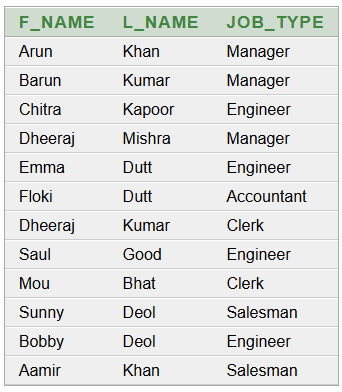 F_NAME L_NAME JOB_TYPE
Arun Khan Manager
Barun Kumar Manager
Chitra Kapoor Engineer
Dheeraj Mishra Manager
Emma Dutt Engineer
Floki Dutt Accountant
Dheeraj Kumar Clerk
Saul Good Engineer
Mou Bhat Clerk
Sunny Deol Salesman
Bobby Deol Engineer
Aamir Khan Salesman